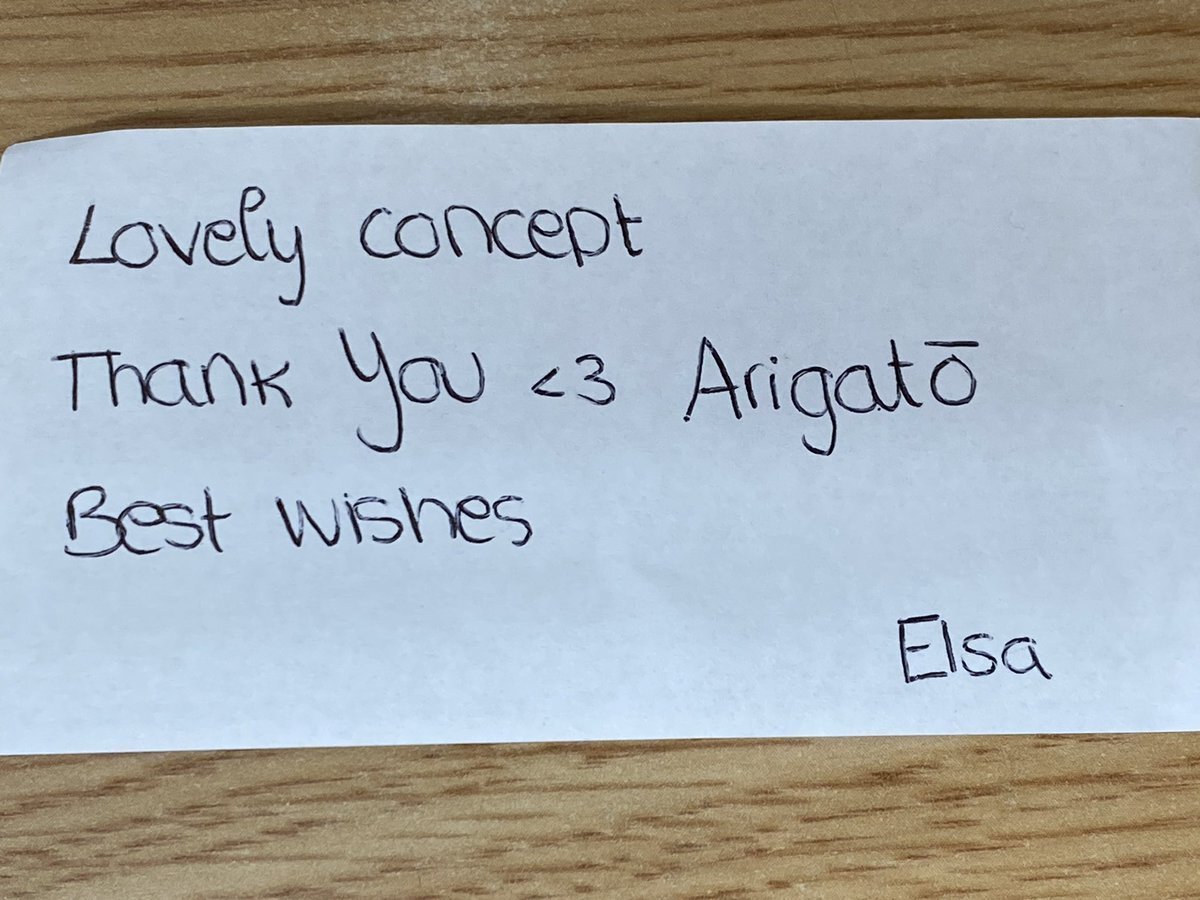 Lovely concept
Thank You <3 Arigatō
Best wishes
Elsa